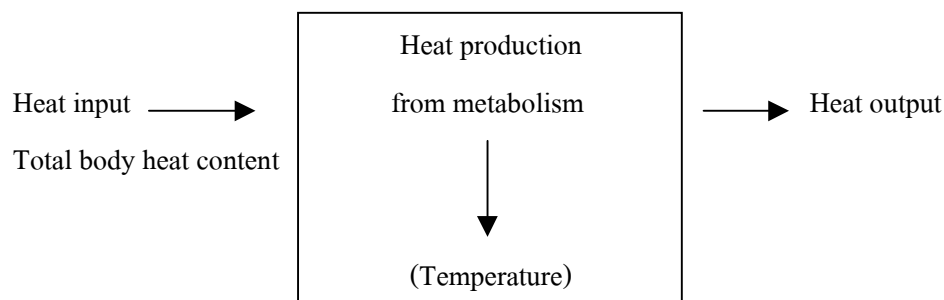 Heat production
Heat input
from metabolism
Heat output
Total body heat content
(Temperature)